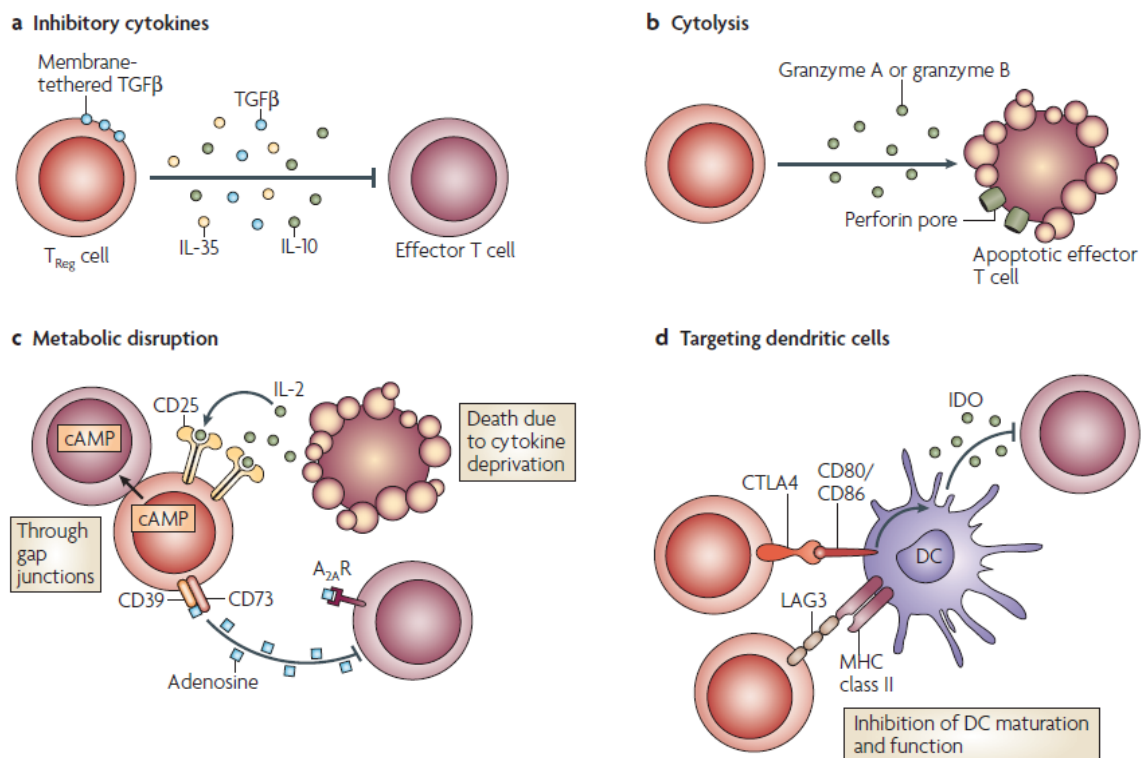 a Inhibitory cytokines
Membrane-
tethered TGFβ
TGFβ
IL-35
IL-10
T_Reg cell
Effector T cell
b Cytolysis
Granzyme A or granzyme B
Perforin pore
Apoptotic effector
T cell
c Metabolic disruption
IL-2
CD25
cAMP
cAMP
Death due
to cytokine
deprivation
Through
gap
junctions
CD39
CD73
A2AR
Adenosine
d Targeting dendritic cells
IDO
CTLA4
CD80/
CD86
DC
LAG3
MHC
class II
Inhibition of DC maturation
and function